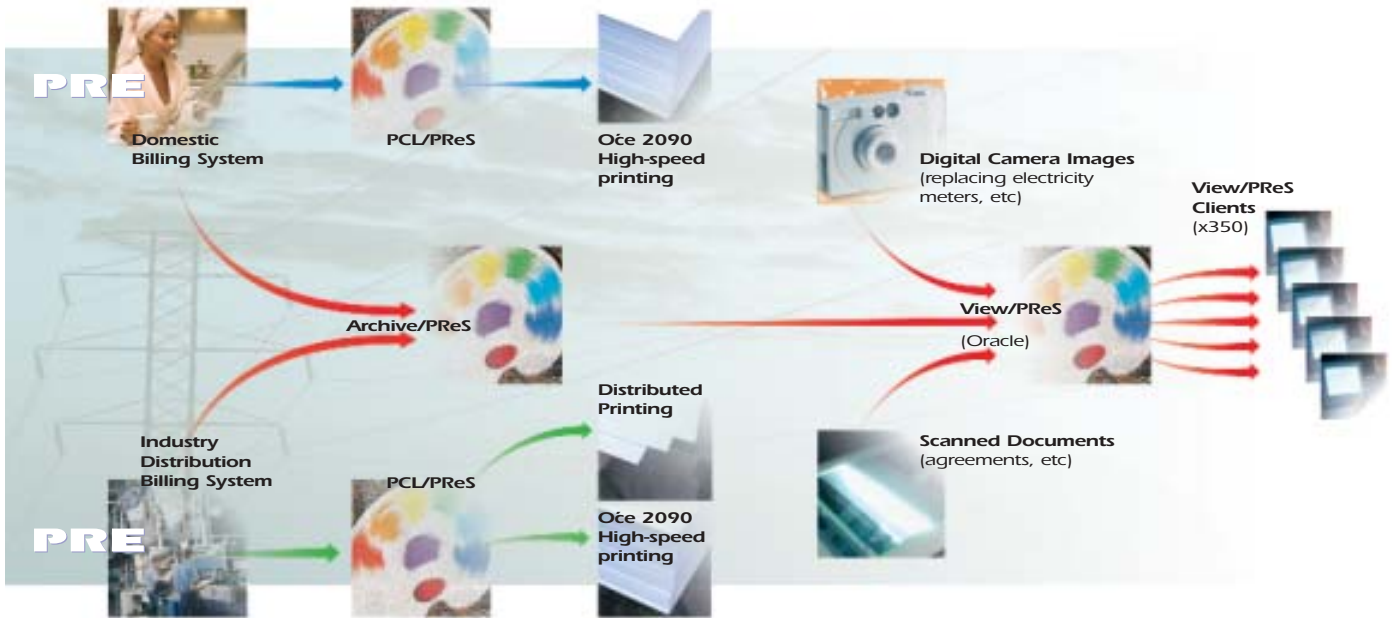 PRE
Domestic
Billing System
PCL/PReS
Océ 2090
High-speed
printing
Digital Camera Images
(replacing electricity
meters, etc)
View/PReS
Clients
(x350)
Archive/PReS
View/PReS
(Oracle)
Distributed
Printing
Industry
Distribution
Billing System
PCL/PReS
Scanned Documents
(agreements, etc)
PRE
Océ 2090
High-speed
printing